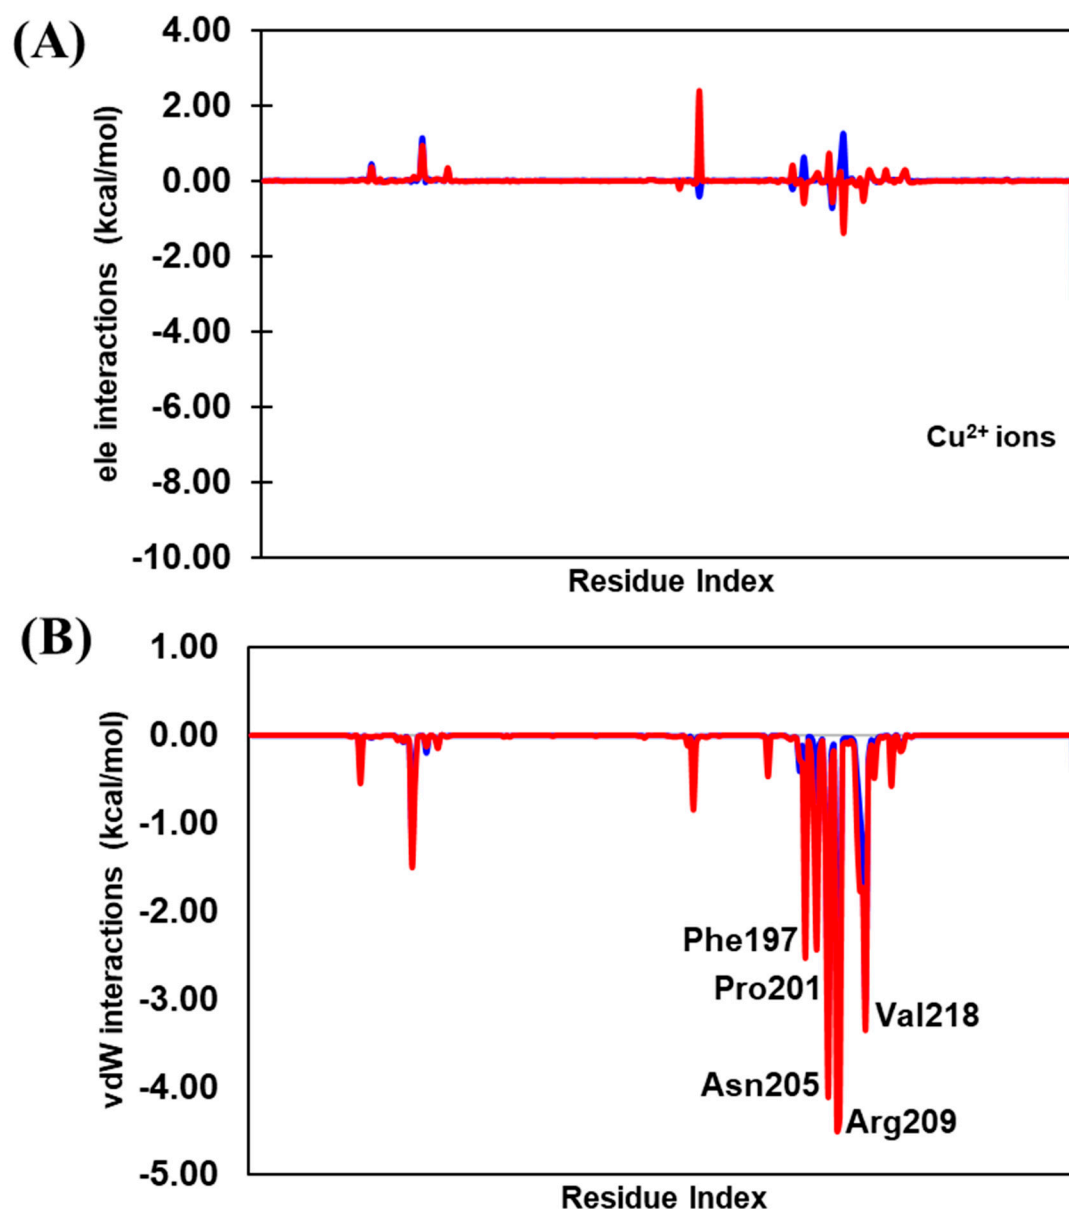 (A)
4.00
2.00
0.00
-2.00
-4.00
-6.00
-8.00
-10.00
ele interactions (kcal/mol)
Cu²⁺ ions
Residue Index
(B)
1.00
0.00
-1.00
-2.00
-3.00
-4.00
-5.00
vdW interactions (kcal/mol)
Phe197
Pro201
Val218
Asn205
Arg209
Residue Index